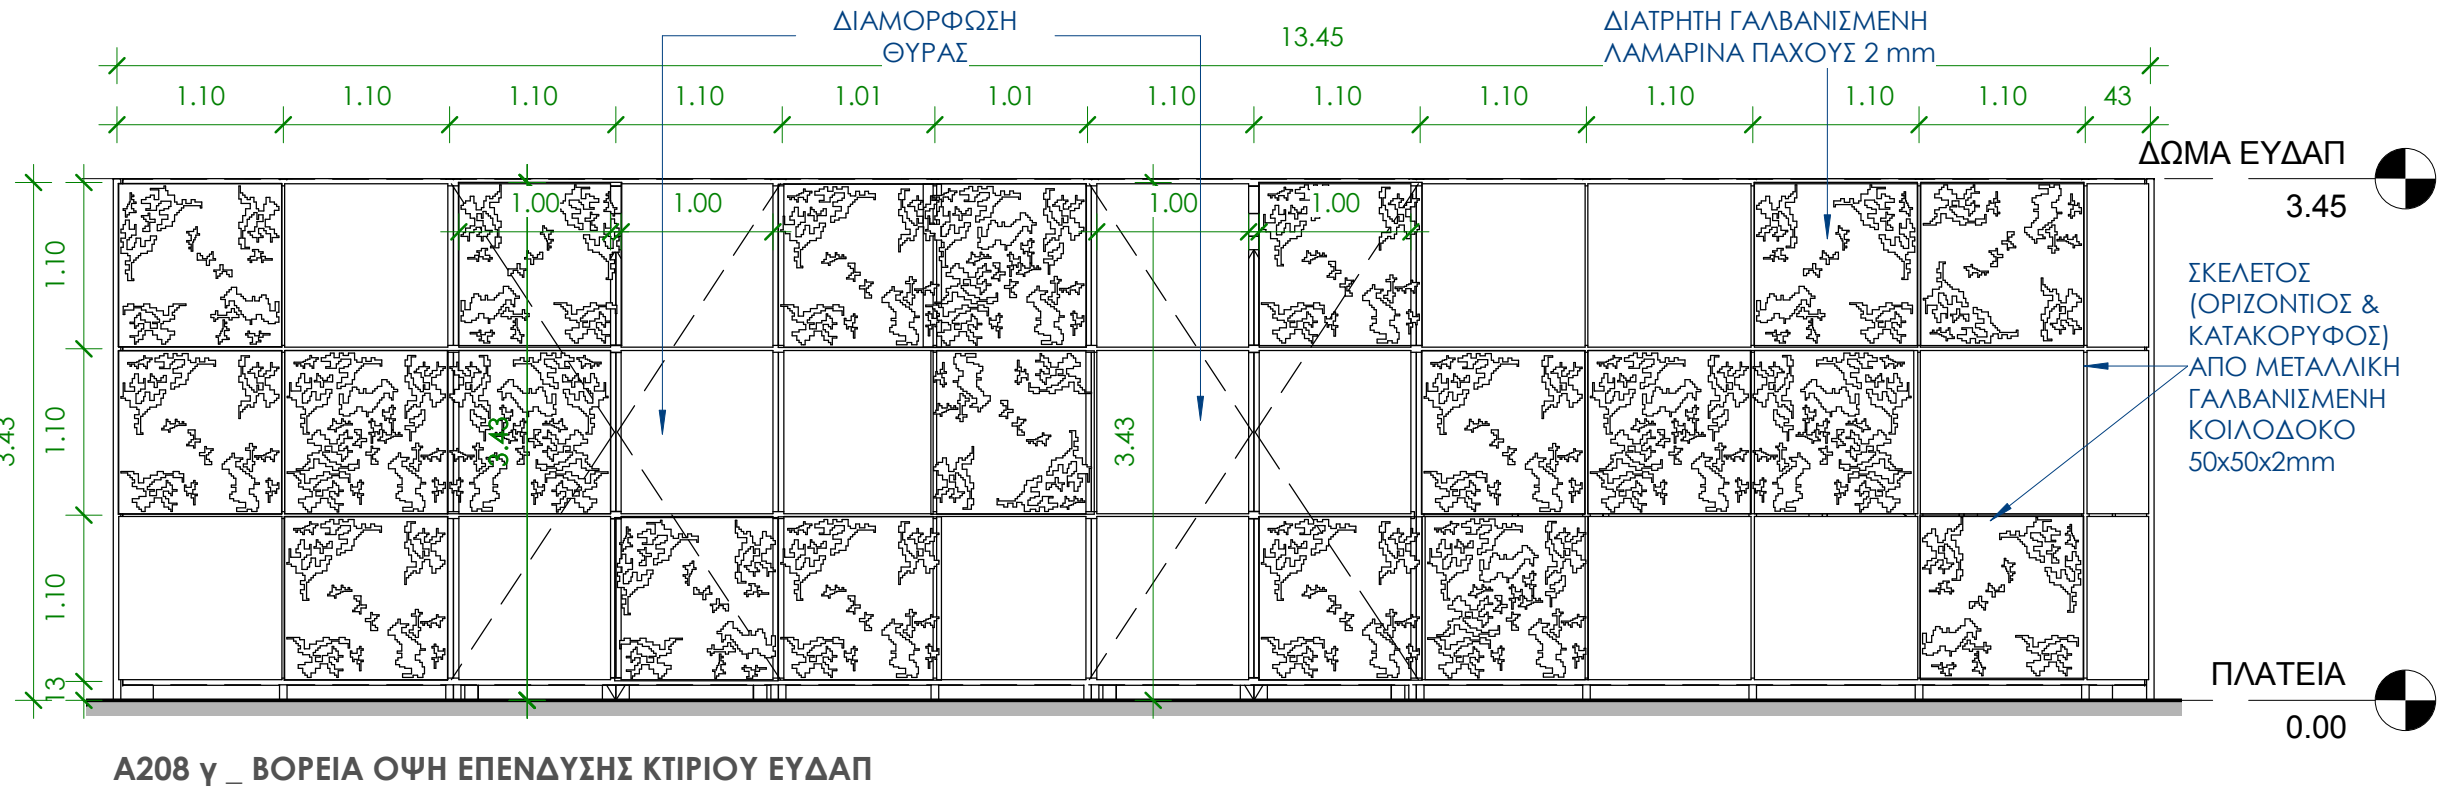 ΔΙΑΜΟΡΦΩΣΗ
ΘΥΡΑΣ
13.45
ΔΙΑΤΡΗΤΗ ΓΑΛΒΑΝΙΣΜΕΝΗ
ΛΑΜΑΡΙΝΑ ΠΑΧΟΥΣ 2 mm
1.10 1.10 1.10 1.10 1.01 1.01 1.10 1.10 1.10 1.10 1.10 1.10 43
ΔΩΜΑ ΕΥΔΑΠ
3.45
1.00 1.00 1.00 1.00
1.10
1.10
1.10
13
3.43
3.43
3.43
ΣΚΕΛΕΤΟΣ
(ΟΡΙΖΟΝΤΙΟΣ &
ΚΑΤΑΚΟΡΥΦΟΣ)
ΑΠΟ ΜΕΤΑΛΛΙΚΗ
ΓΑΛΒΑΝΙΣΜΕΝΗ
ΚΟΙΛΟΔΟΚΟ
50x50x2mm
ΠΛΑΤΕΙΑ
0.00
Α208 γ _ ΒΟΡΕΙΑ ΟΨΗ ΕΠΕΝΔΥΣΗΣ ΚΤΙΡΙΟΥ ΕΥΔΑΠ